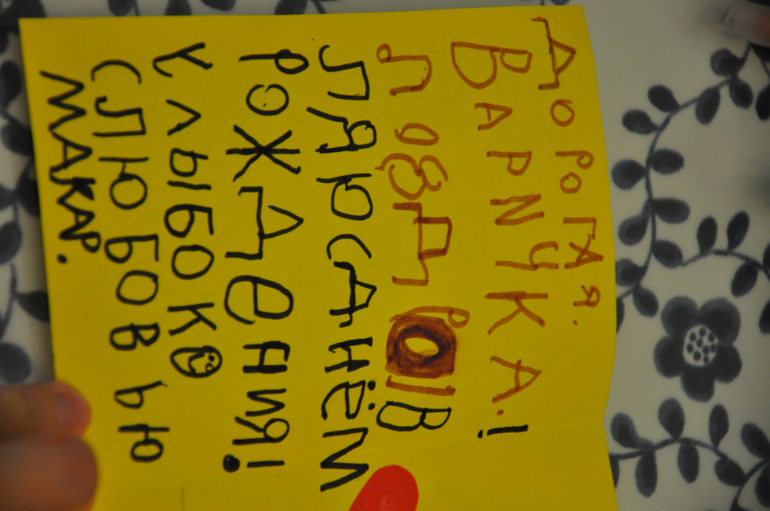 ДОРОГАЯ.
ВАРИЧКА.!
ПОЗДРАВ
ЛЯЮ С ДНЁМ
РОЖДЕНИЯ!
УЛЫБОК
С ЛЮБОВЬЮ
МАКАР.